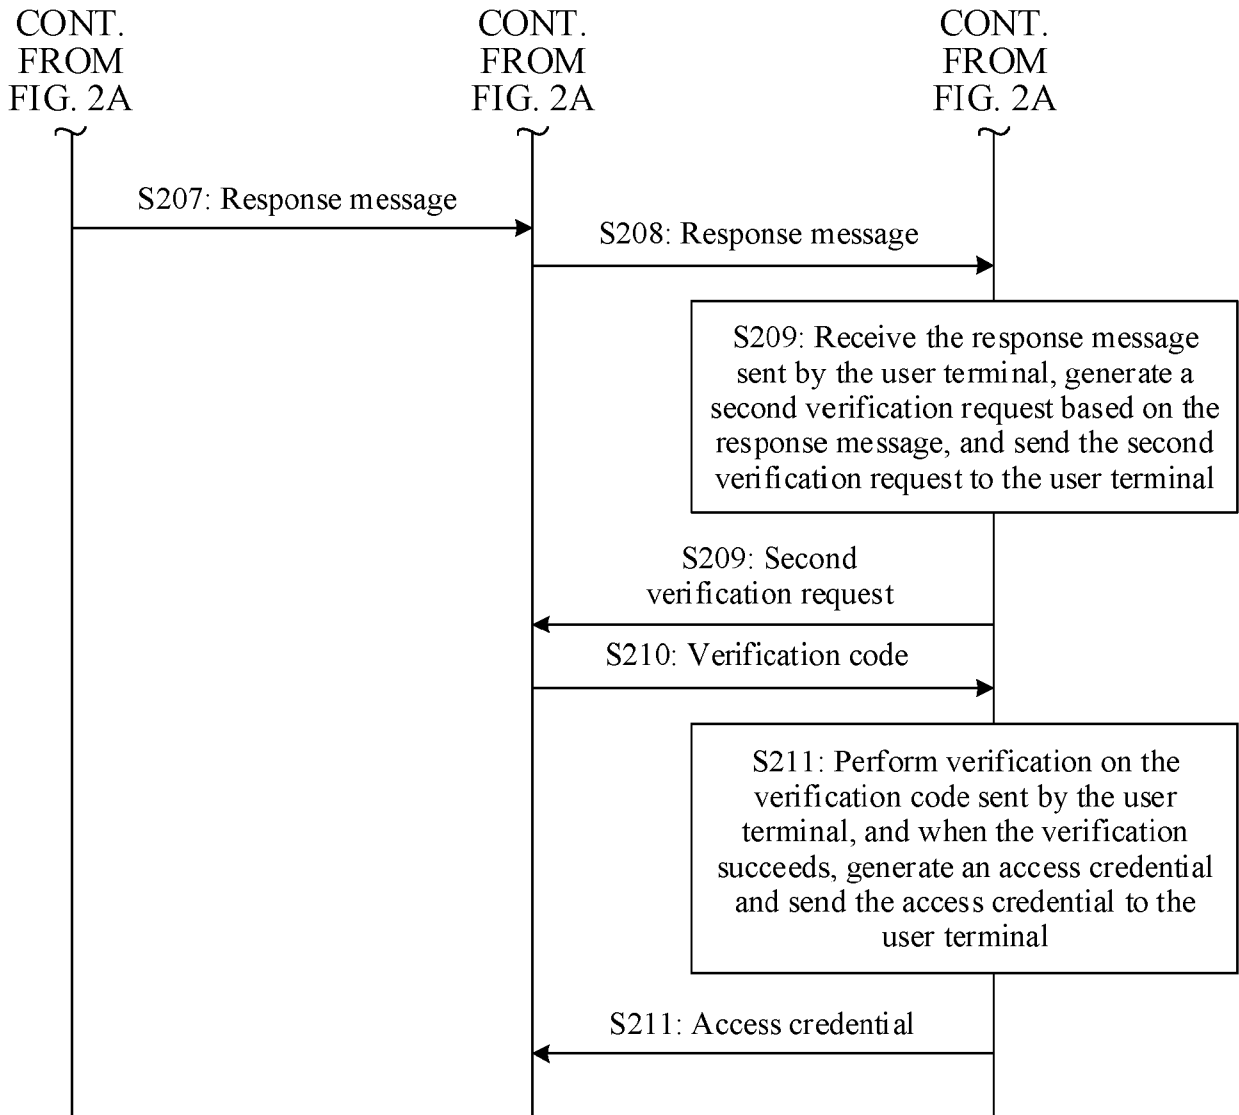 CONT.
FROM
FIG. 2A
CONT.
FROM
FIG. 2A
CONT.
FROM
FIG. 2A
S207: Response message
S208: Response message
S209: Receive the response message
sent by the user terminal, generate a
second verification request based on the
response message, and send the second
verification request to the user terminal
S209: Second
verification request
S210: Verification code
S211: Perform verification on the
verification code sent by the user
terminal, and when the verification
succeeds, generate an access credential
and send the access credential to the
user terminal
S211: Access credential